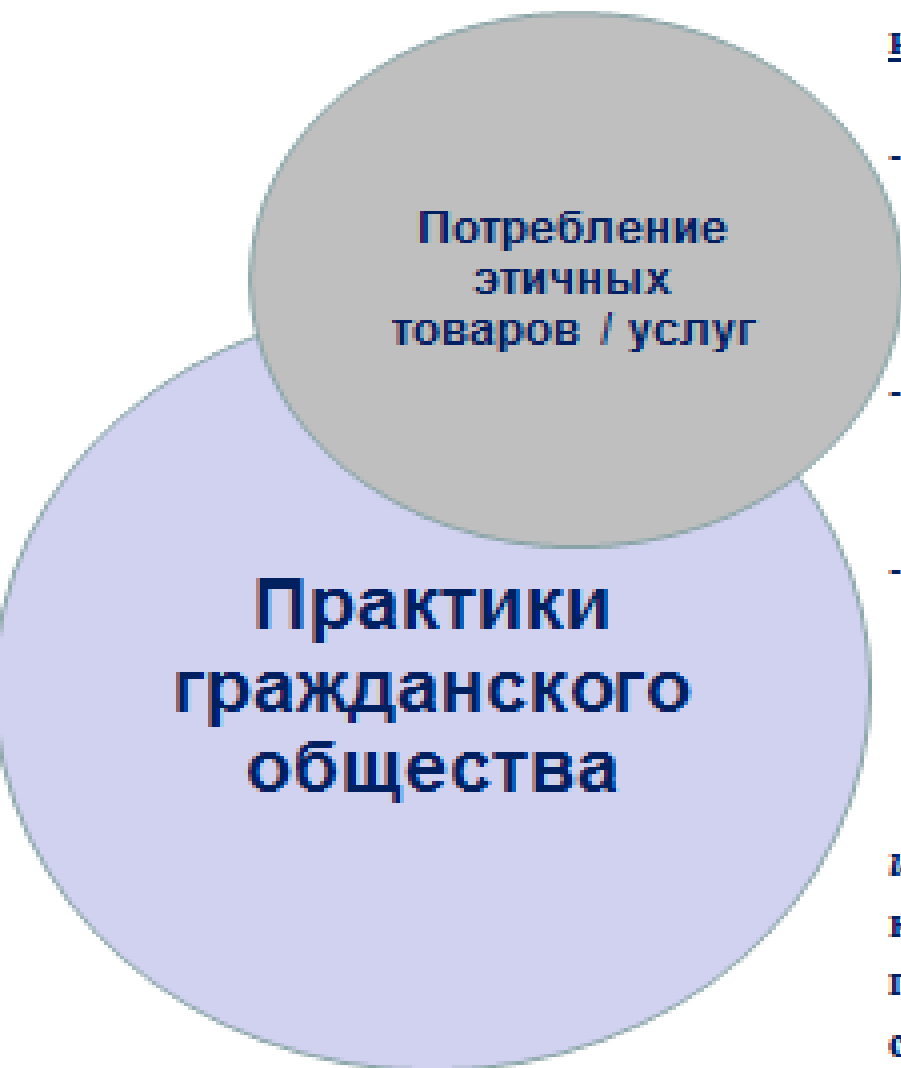 Потребление
этичных
товаров / услуг
Практики
гражданского
общества